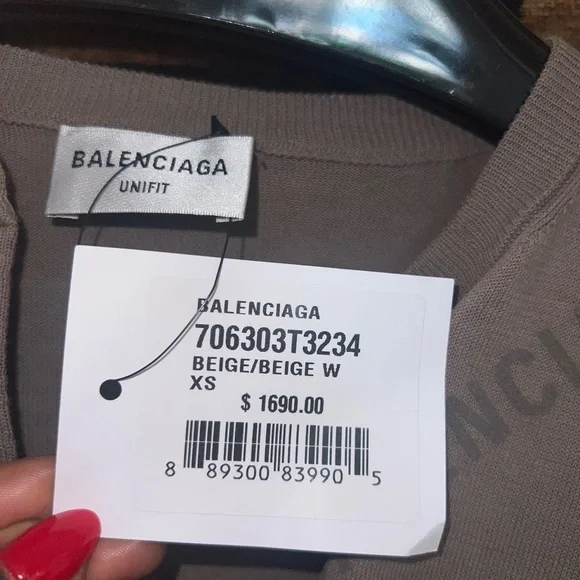 BALENCIAGA
UNIFIT
BALENCIAGA
706303T3234
BEIGE/BEIGE W
XS
$ 1690.00
8 89300 83990 5